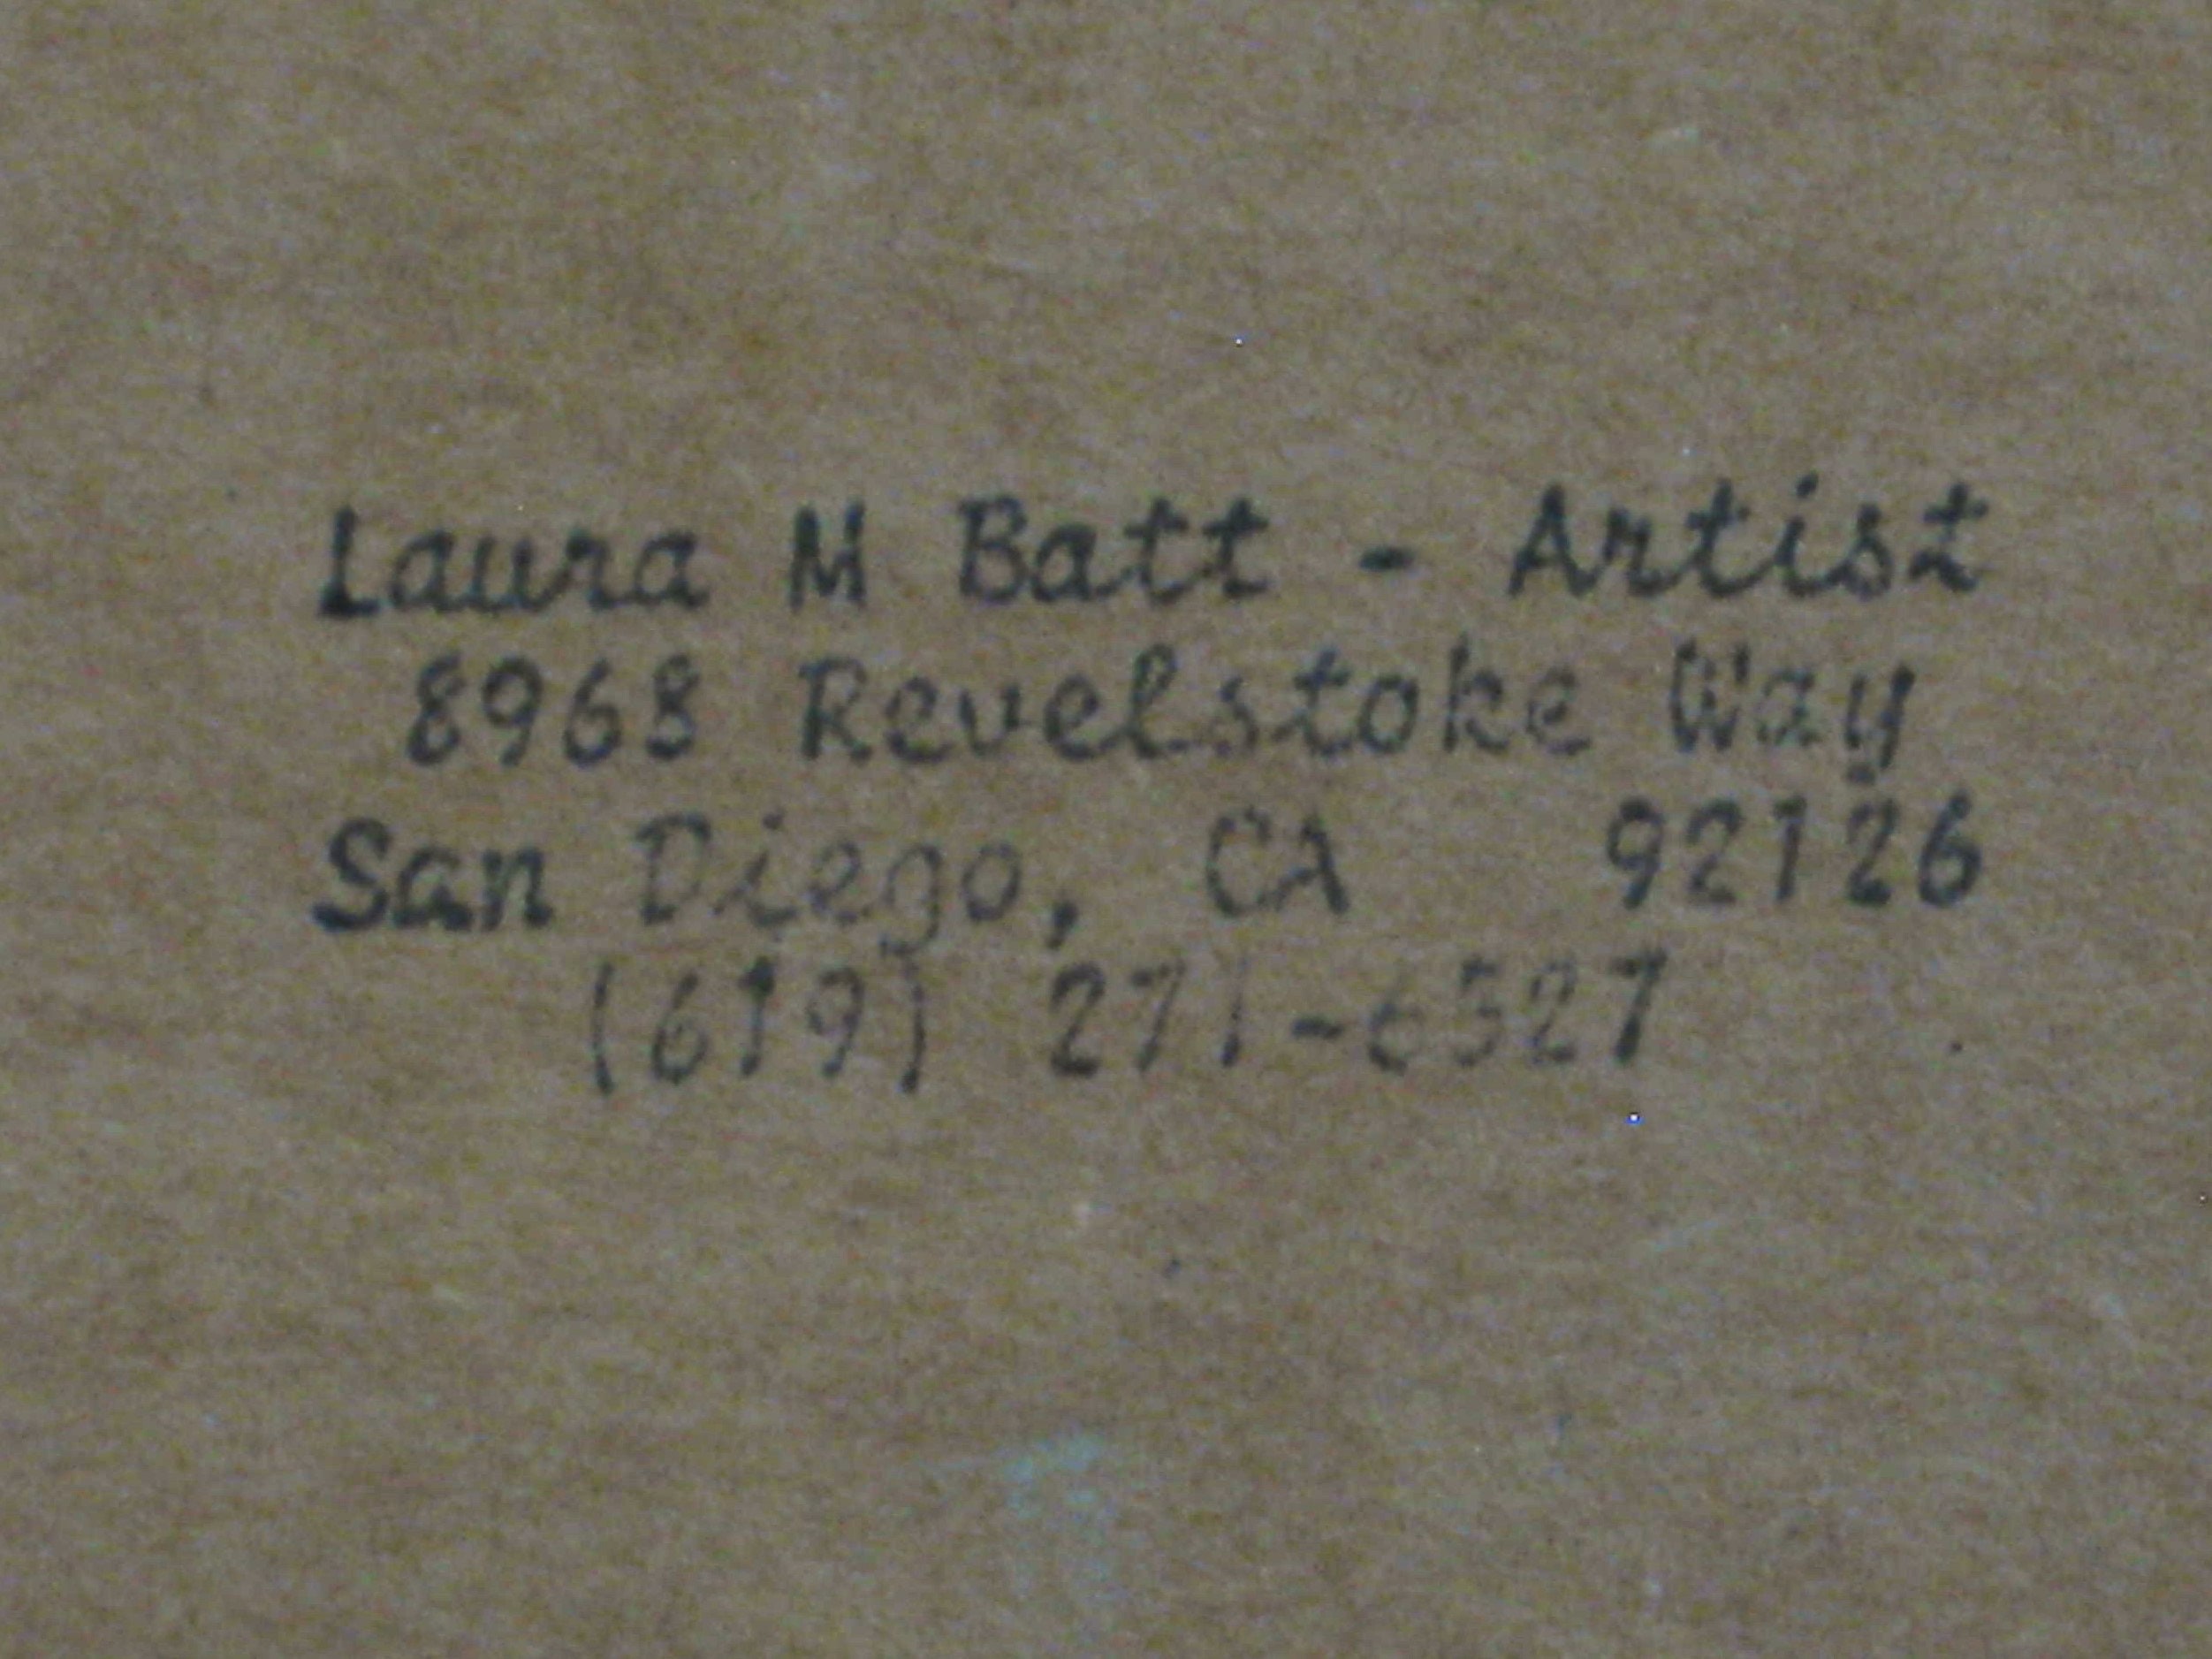 Laura M Batt - Artist
8968 Revelstoke Way
San Diego, CA 92126
(619) 271-6527